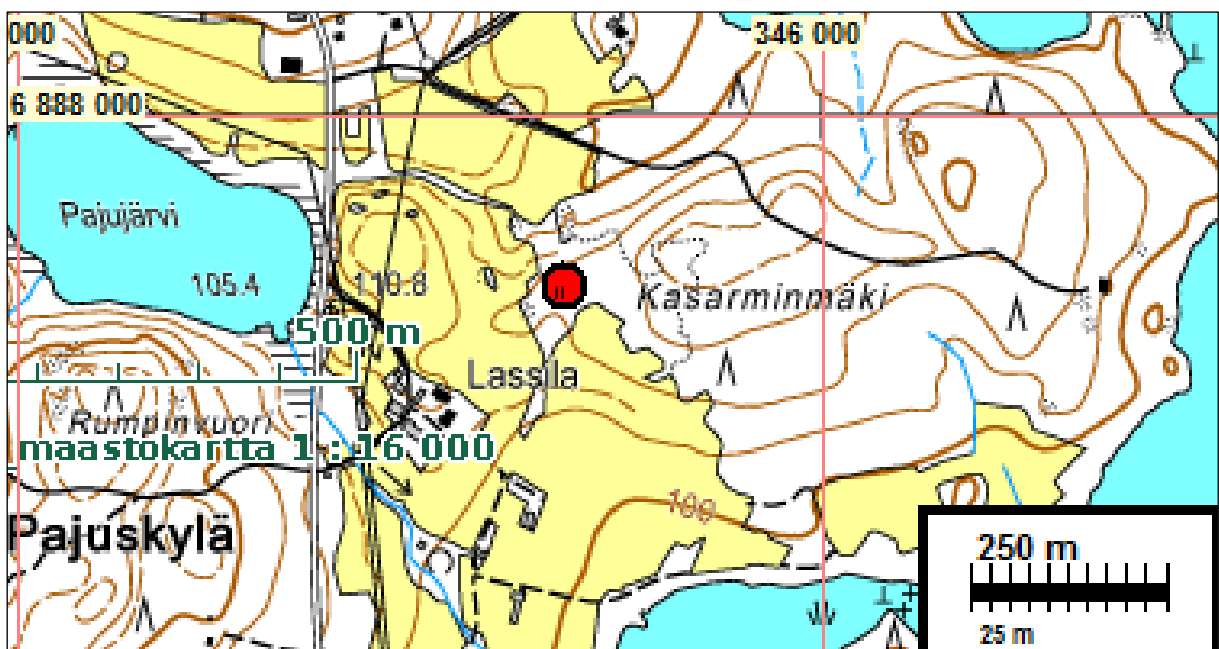 000
346 000
6 888 000
Pajujärvi
105.4
110.8
Kasarminmäki
500 m
Lassila
Rumpinvuori
maastokartta 1 : 16 000
100
Pajuskylä
250 m
25 m